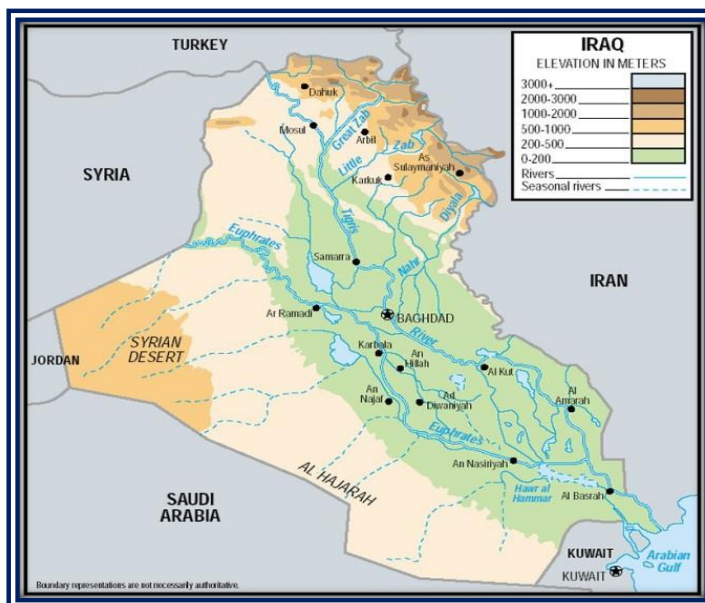 TURKEY
IRAQ
ELEVATION IN METERS
3000+
2000-3000
1000-2000
500-1000
200-500
0-200
Rivers
Seasonal rivers
Dahuk
Mosul
Great Zab
Arbil
SYRIA
Little Zab
As
Sulaymaniyah
Karkuk
Diyala
Tigris
Euphrates
Samarra
Nahr
IRAN
Ar Ramadi
BAGHDAD
SYRIAN
DESERT
River
JORDAN
Karbala
An
Hillah
Al Kut
An
Najaf
Ad
Diwaniyah
Al
Amarah
Euphrates
AL HAJARAH
An Nasiriyah
Hawr al
Hammar
Al Basrah
SAUDI
ARABIA
KUWAIT
KUWAIT
Arabian
Gulf
Boundary representations are not necessarily authoritative.